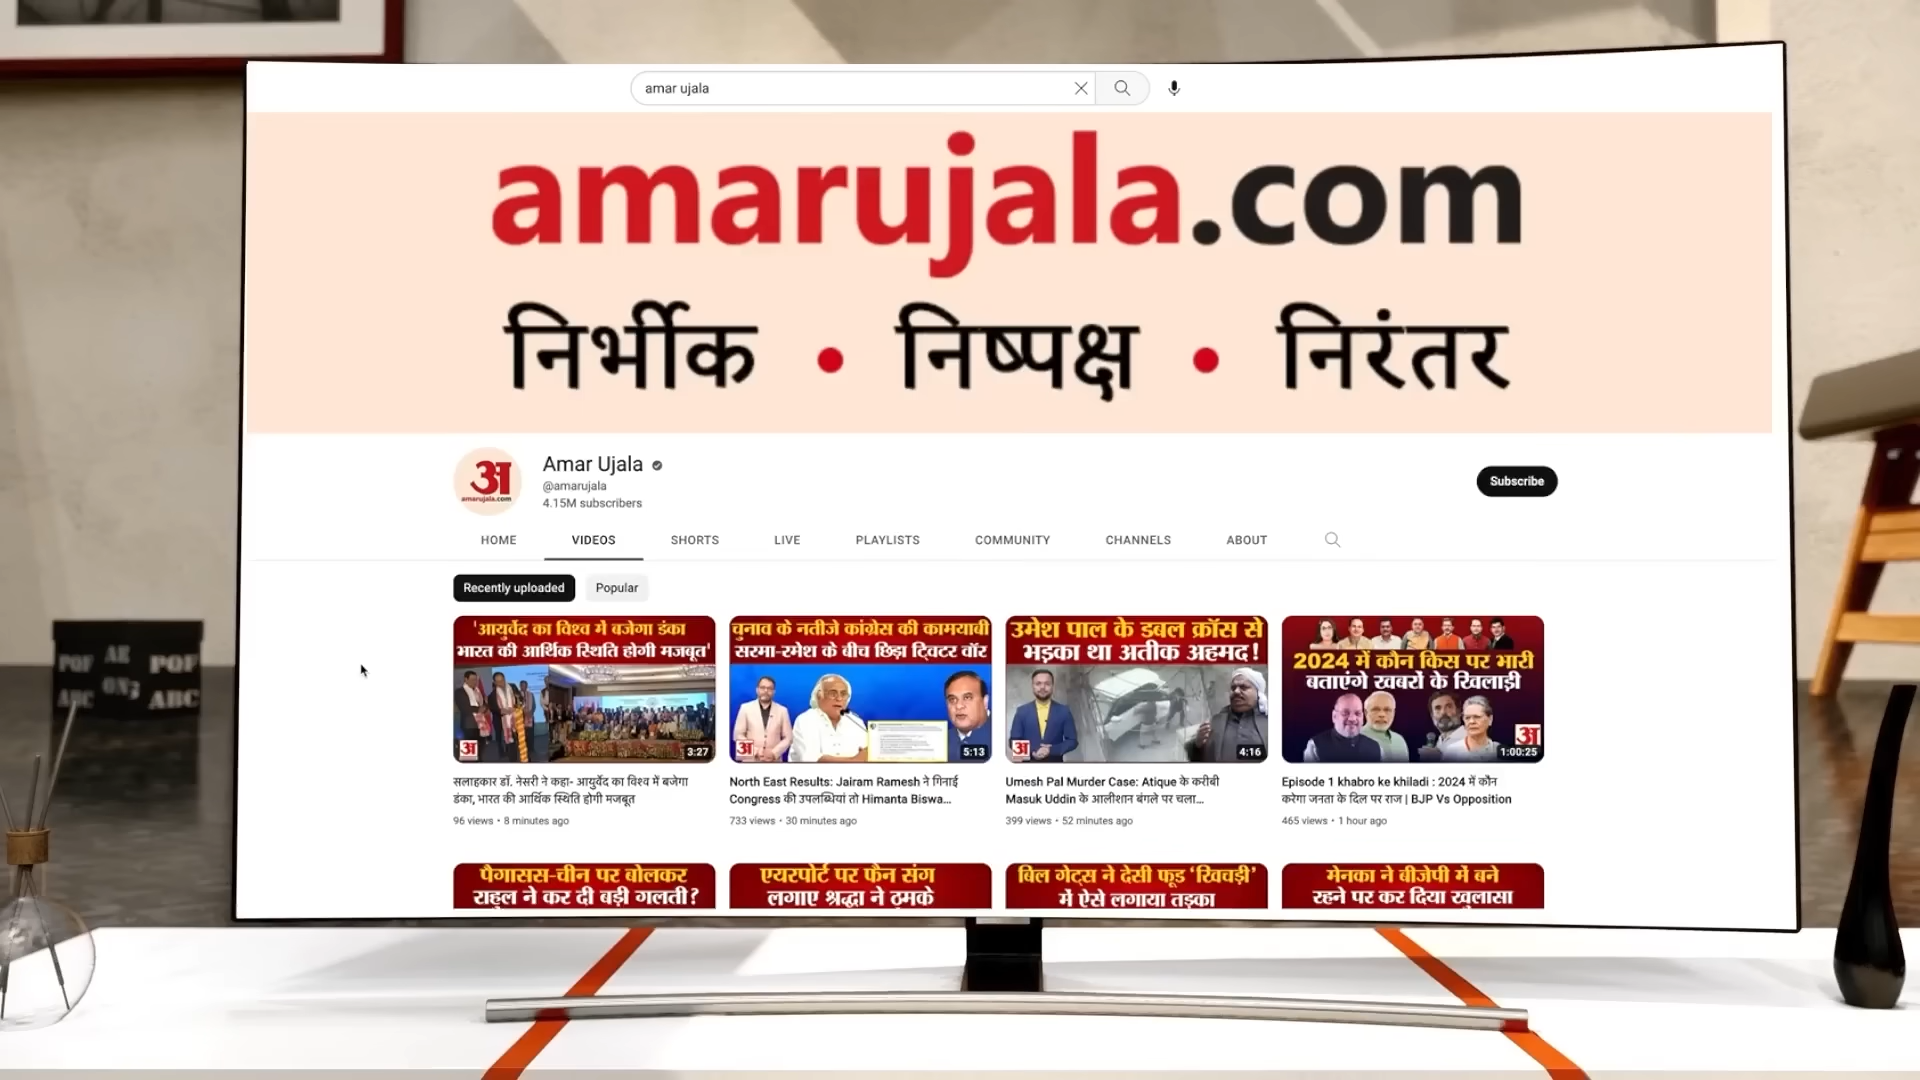 amar ujala
amarujala.com
निर्भीक • निष्पक्ष • निरंतर
अ
amarujala.com
Amar Ujala
@amarujala
4.15M subscribers
Subscribe
HOME VIDEOS SHORTS LIVE PLAYLISTS COMMUNITY CHANNELS ABOUT
Recently uploaded Popular
'आयुर्वेद का विश्व में बजेगा डंका
भारत की आर्थिक स्थिति होगी मजबूत'
अ
3:27
सलाहकार डॉ. नेसरी ने कहा- आयुर्वेद का विश्व में बजेगा
डंका, भारत की आर्थिक स्थिति होगी मजबूत
96 views • 8 minutes ago
चुनाव के नतीजे कांग्रेस की कामयाबी
सरमा-रमेश के बीच छिड़ा ट्विटर वॉर
अ
5:13
North East Results: Jairam Ramesh ने गिनाई
Congress की उपलब्धियां तो Himanta Biswa...
733 views • 30 minutes ago
उमेश पाल के डबल क्रॉस से
भड़का था अतीक अहमद!
अ
4:16
Umesh Pal Murder Case: Atique के करीबी
Masuk Uddin के आलीशान बंगले पर चला...
399 views • 52 minutes ago
2024 में कौन किस पर भारी
बताएंगे खबरों के खिलाड़ी
अ
1:00:25
Episode 1 khabro ke khiladi : 2024 में कौन
करेगा जनता के दिल पर राज | BJP Vs Opposition
465 views • 1 hour ago
पैगासस-चीन पर बोलकर
राहुल ने कर दी बड़ी गलती?
एयरपोर्ट पर फैन संग
लगाए श्रद्धा ने ठुमके
बिल गेट्स ने देसी फूड 'खिचड़ी'
में ऐसे लगाया तड़का
मेनका ने बीजेपी में बने
रहने पर कर दिया खुलासा